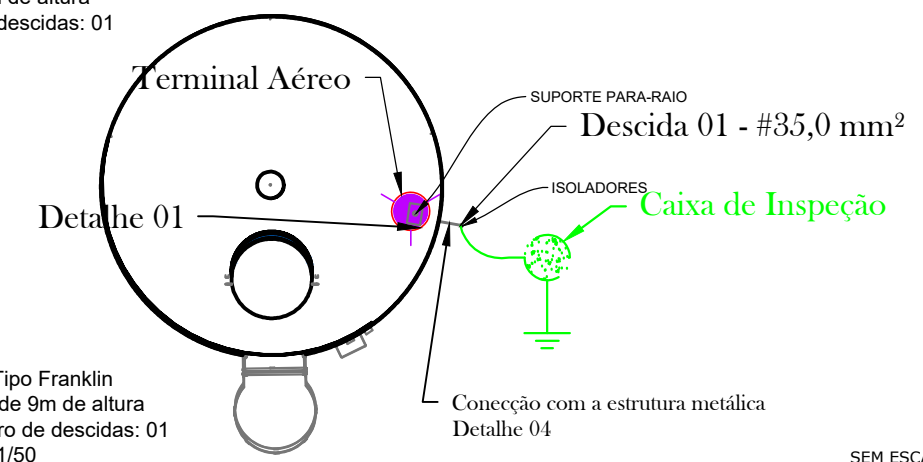 de altura
descidas: 01
Terminal Aéreo
SUPORTE PARA-RAIO
Descida 01 - #35,0 mm²
ISOLADORES
Detalhe 01
Caixa de Inspeção
Tipo Franklin
de 9m de altura
ro de descidas: 01
1/50
Conecção com a estrutura metálica
Detalhe 04
SEM ESCA